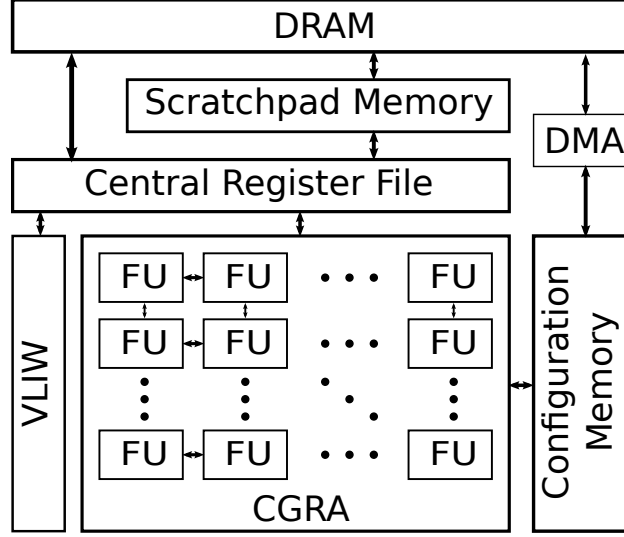 DRAM
Scratchpad Memory
DMA
Central Register File
VLIW
FU FU FU
FU FU FU
FU FU FU
CGRA
Configuration
Memory